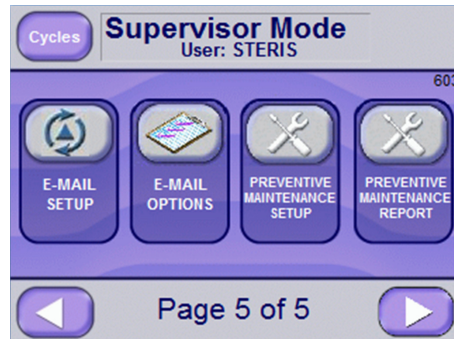 Cycles
Supervisor Mode
User: STERIS
603
E-MAIL
SETUP
E-MAIL
OPTIONS
PREVENTIVE
MAINTENANCE
SETUP
PREVENTIVE
MAINTENANCE
REPORT
Page 5 of 5